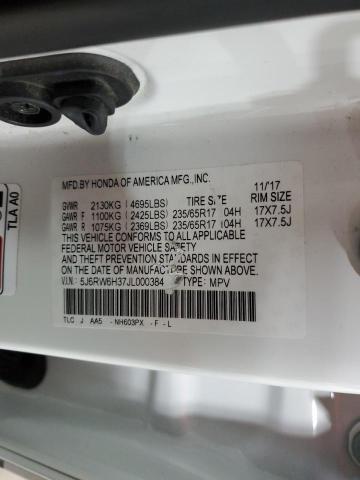 MFD.BY HONDA OF AMERICA MFG.,INC. 11/'17
GVWR 2130KG ( 4695LBS) TIRE SIZE RIM SIZE
GAWR F 1100KG ( 2425LBS) 235/65R17 104H 17X7.5J
GAWR R 1075KG ( 2369LBS) 235/65R17 104H 17X7.5J
THIS VEHICLE CONFORMS TO ALL APPLICABLE
FEDERAL MOTOR VEHICLE SAFETY
AND THEFT PREVENTION STANDARDS IN EFFECT
ON THE DATE OF MANUFACTURE SHOWN ABOVE.
V.I.N.: 5J6RW6H37JL000384 TYPE: MPV
TLC J AA5 - NH603PX - F - L
TLA A0